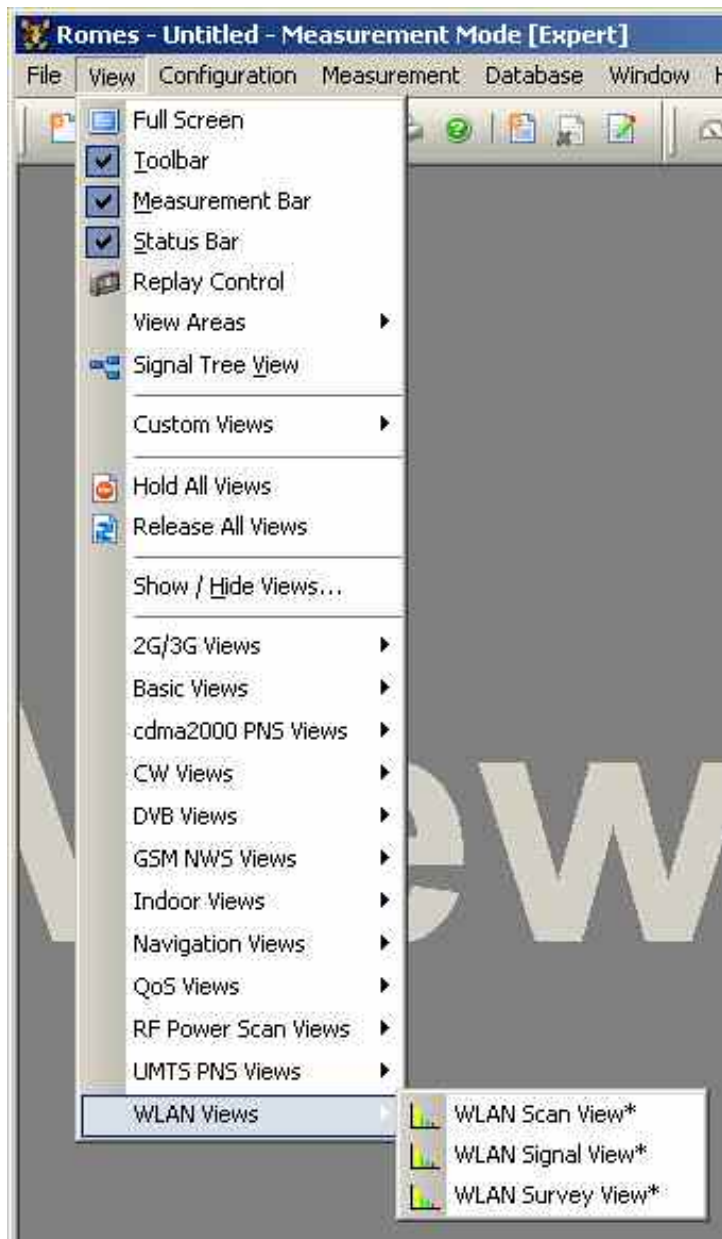 Romes - Untitled - Measurement Mode [Expert]
File View Configuration Measurement Database Window
Full Screen
Toolbar
Measurement Bar
Status Bar
Replay Control
View Areas
Signal Tree View
Custom Views
Hold All Views
Release All Views
Show / Hide Views...
2G/3G Views
Basic Views
cdma2000 PNS Views
CW Views
DVB Views
GSM NWS Views
Indoor Views
Navigation Views
QoS Views
RF Power Scan Views
UMTS PNS Views
WLAN Views
WLAN Scan View*
WLAN Signal View*
WLAN Survey View*